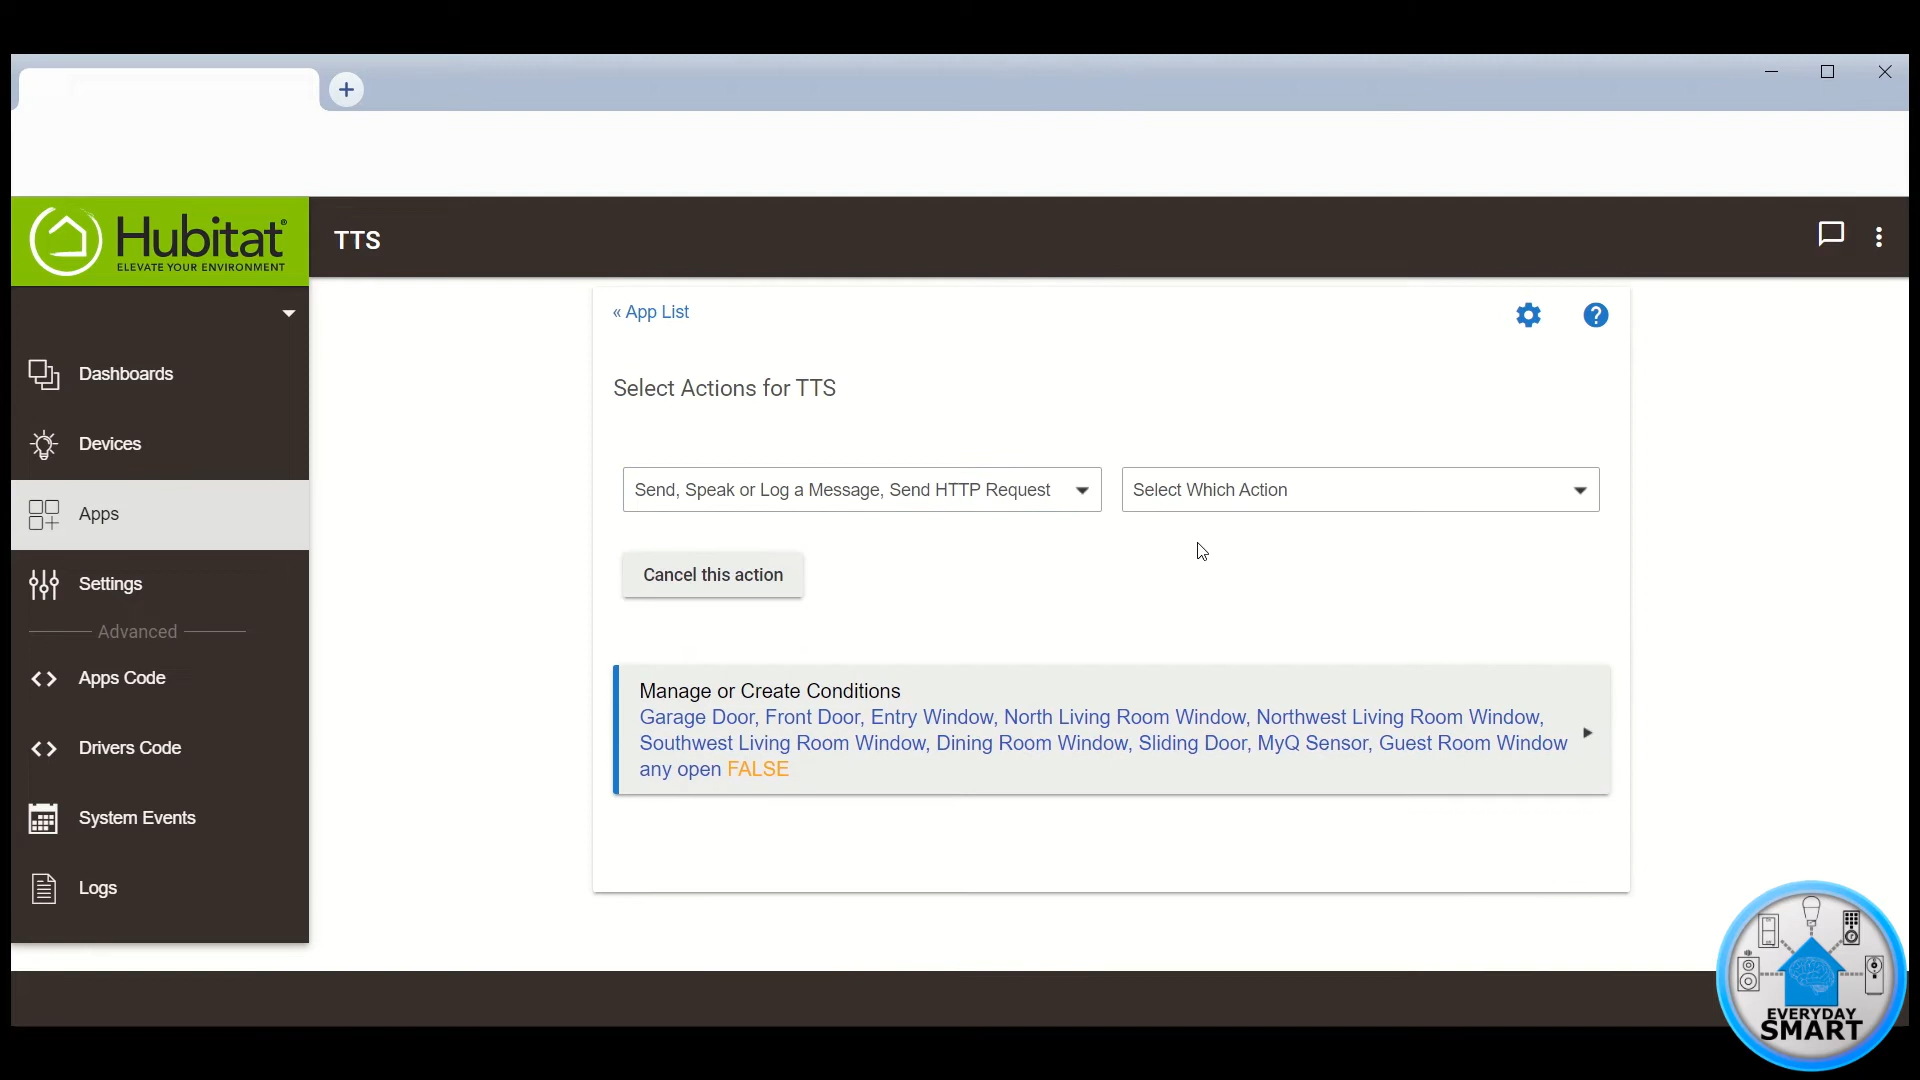 Hubitat
ELEVATE YOUR ENVIRONMENT
TTS
« App List
Dashboards
Devices
Apps
Settings
Advanced
Apps Code
Drivers Code
System Events
Logs
Select Actions for TTS
Send, Speak or Log a Message, Send HTTP Request
Select Which Action
Cancel this action
Manage or Create Conditions
Garage Door, Front Door, Entry Window, North Living Room Window, Northwest Living Room Window,
Southwest Living Room Window, Dining Room Window, Sliding Door, MyQ Sensor, Guest Room Window
any open FALSE
EVERYDAY
SMART